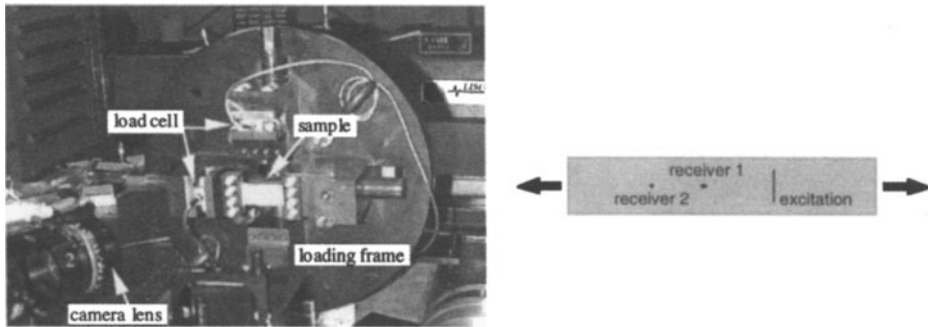 load cell
sample
loading frame
camera lens
receiver 1
receiver 2
excitation